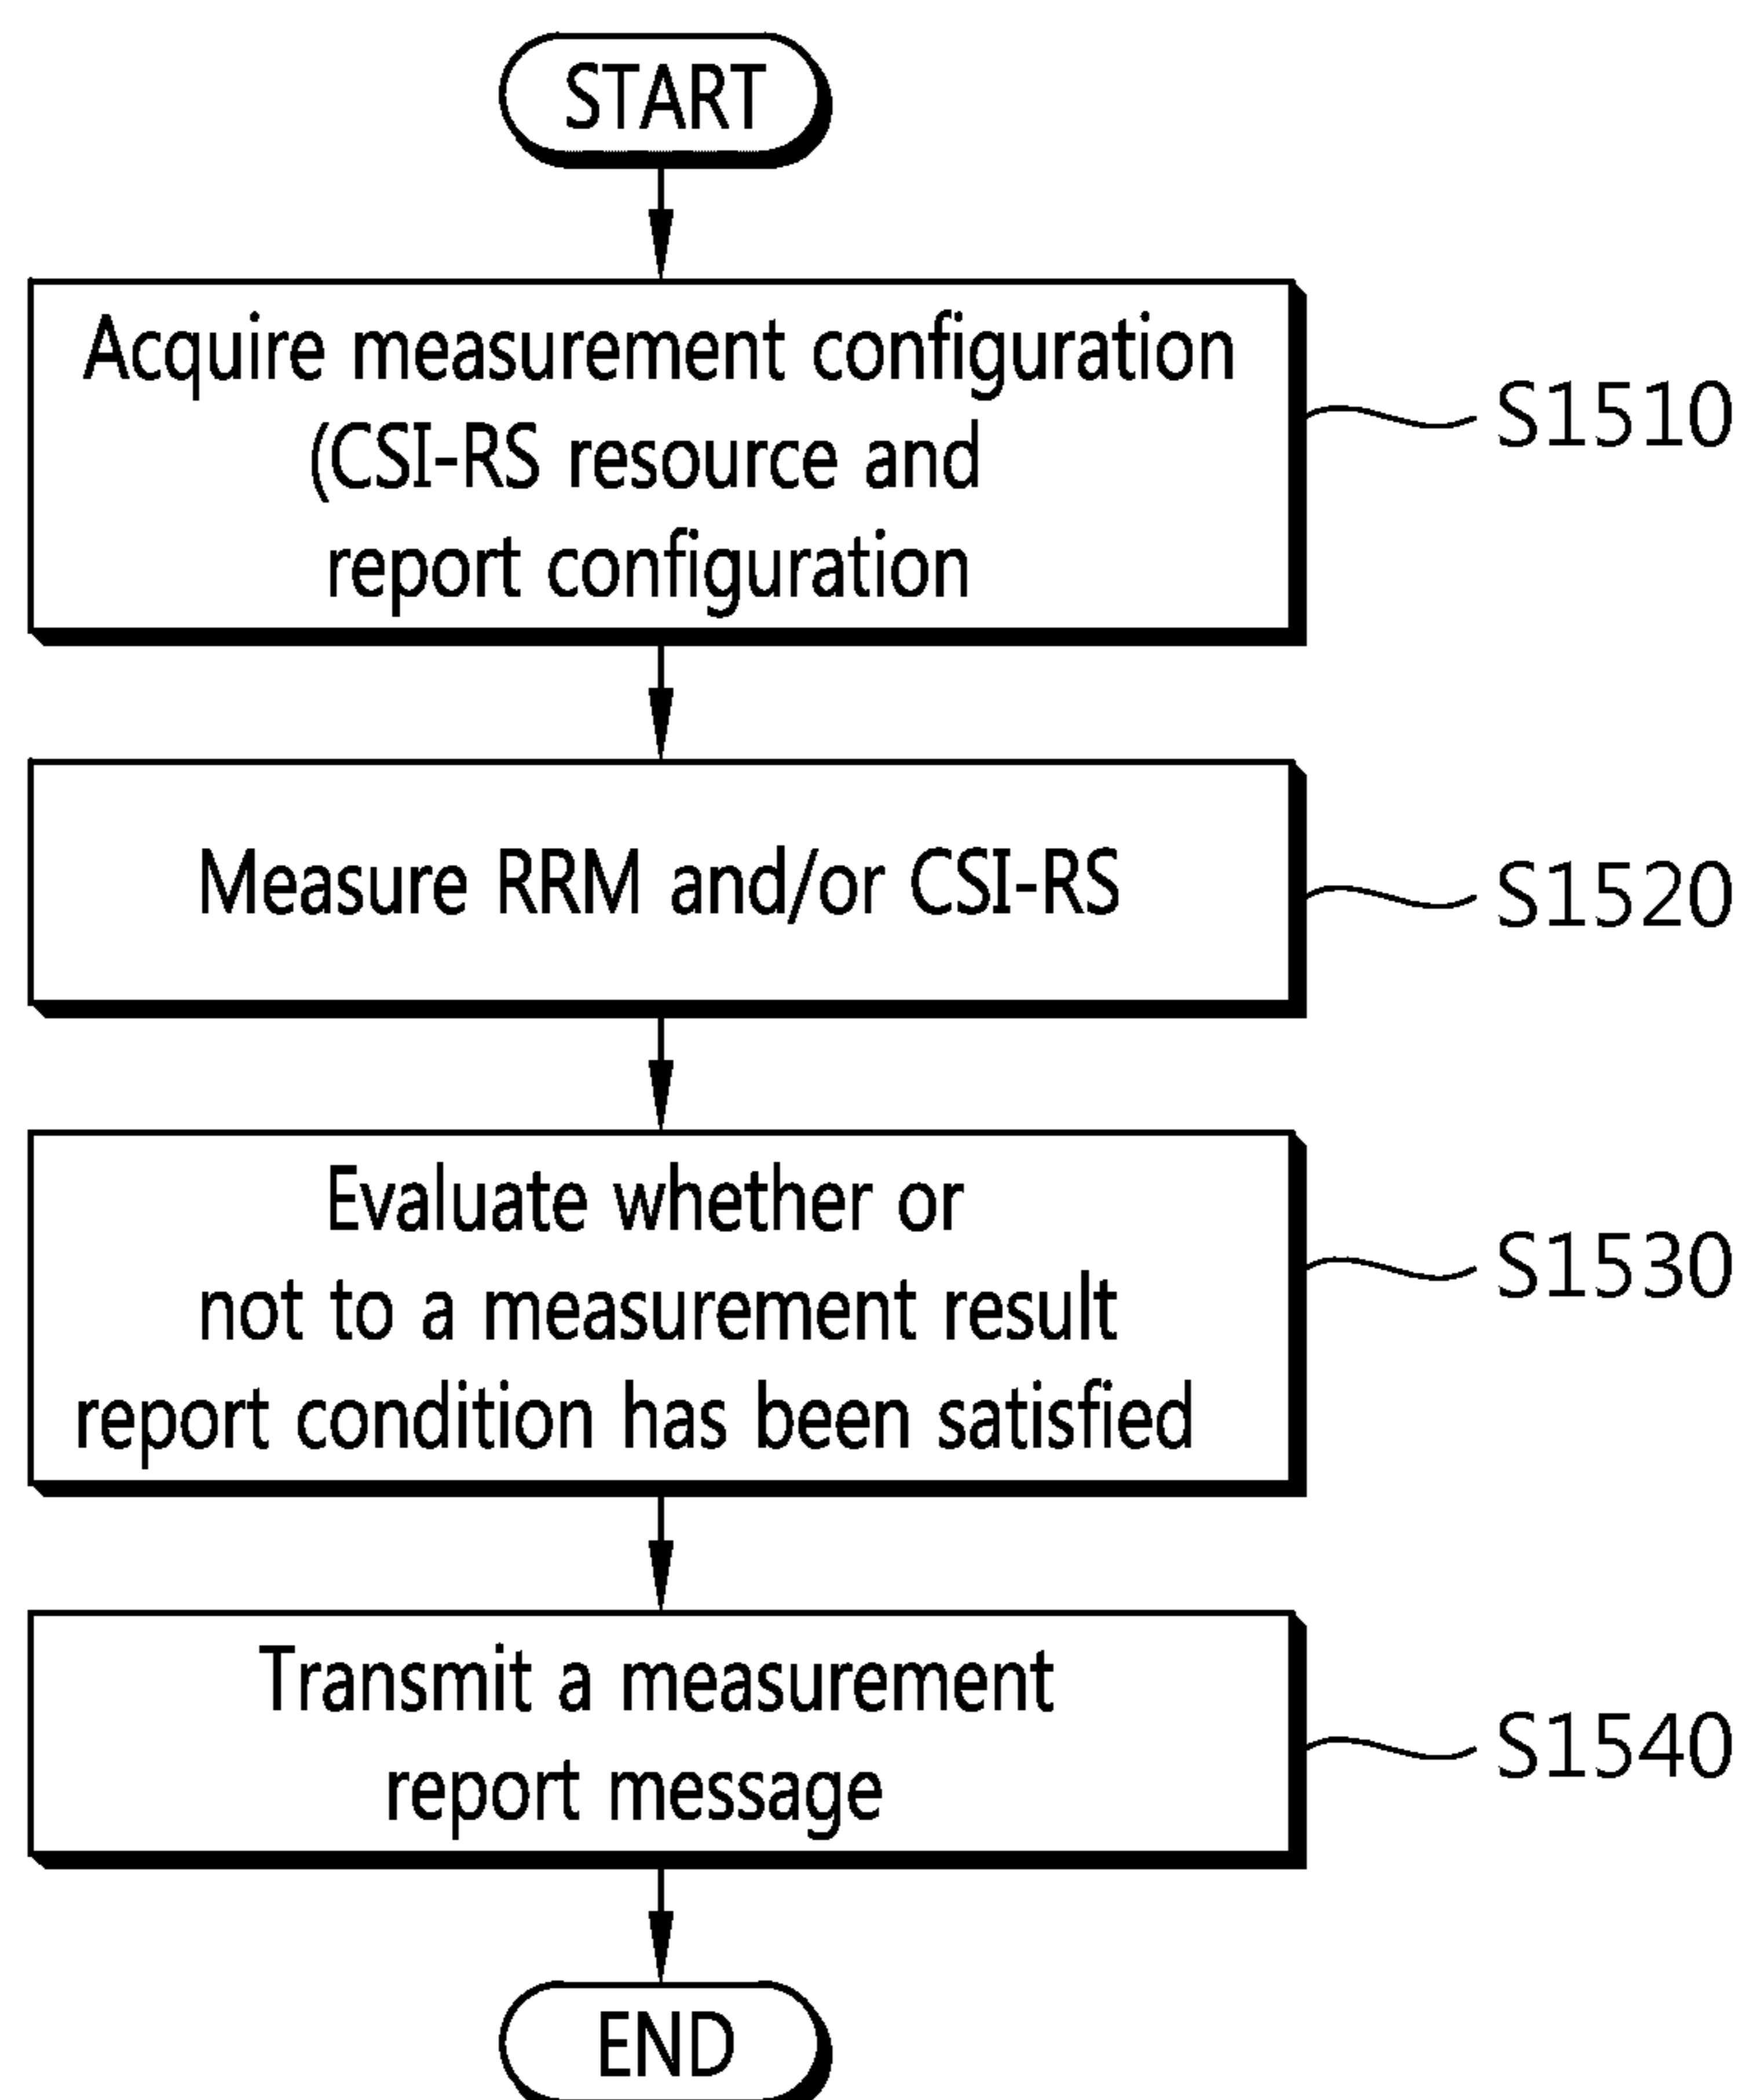 START
Acquire measurement configuration
(CSI-RS resource and
report configuration
S1510
Measure RRM and/or CSI-RS
S1520
Evaluate whether or
not to a measurement result
report condition has been satisfied
S1530
Transmit a measurement
report message
S1540
END